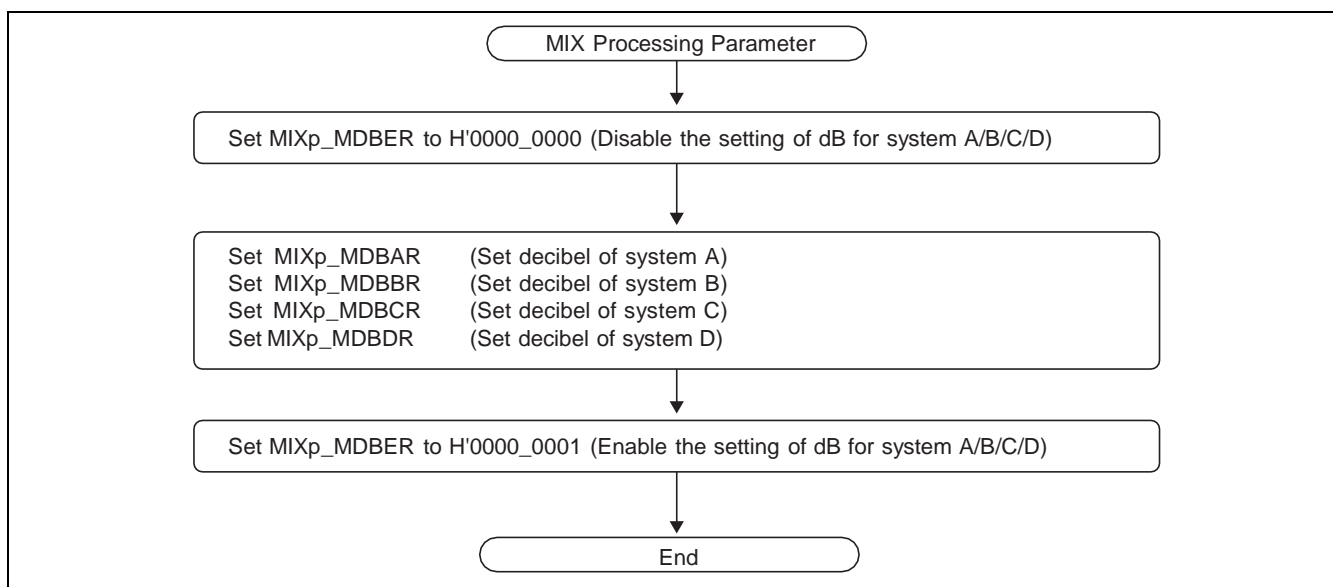 MIX Processing Parameter
Set MIXp_MDBER to H'0000_0000 (Disable the setting of dB for system A/B/C/D)
Set MIXp_MDBAR (Set decibel of system A)
Set MIXp_MDBBR (Set decibel of system B)
Set MIXp_MDBCR (Set decibel of system C)
Set MIXp_MDBDR (Set decibel of system D)
Set MIXp_MDBER to H'0000_0001 (Enable the setting of dB for system A/B/C/D)
End